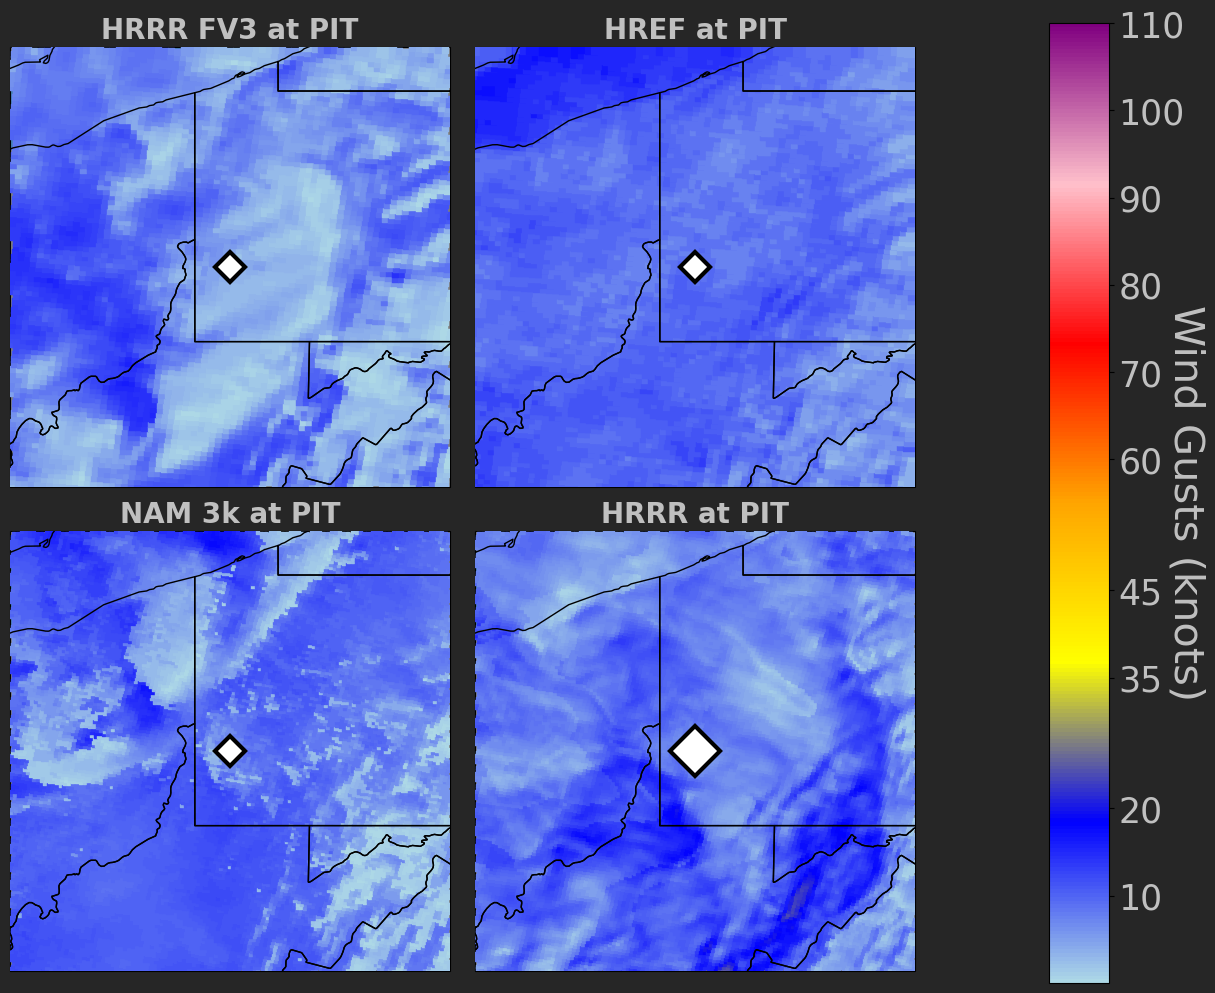 HRRR FV3 at PIT
HREF at PIT
NAM 3k at PIT
HRRR at PIT
110
100
90
80
70
60
45
35
20
10
Wind Gusts (knots)